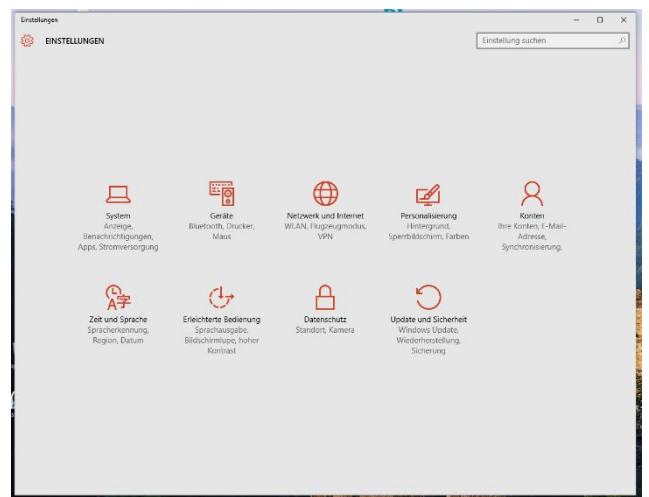 Einstellungen
EINSTELLUNGEN
Einstellung suchen
System
Anzeige,
Benachrichtigungen,
Apps, Stromversorgung
Geräte
Bluetooth, Drucker,
Maus
Netzwerk und Internet
WLAN, Flugzeugmodus,
VPN
Personalisierung
Hintergrund,
Sperrbildschirm, Farben
Konten
Ihre Konten, E-Mail-
Adresse,
Synchronisierung,
Zeit und Sprache
Spracherkennung,
Region, Datum
Erleichterte Bedienung
Sprachausgabe,
Bildschirmlupe, hoher
Kontrast
Datenschutz
Standort, Kamera
Update und Sicherheit
Windows Update,
Wiederherstellung,
Sicherung